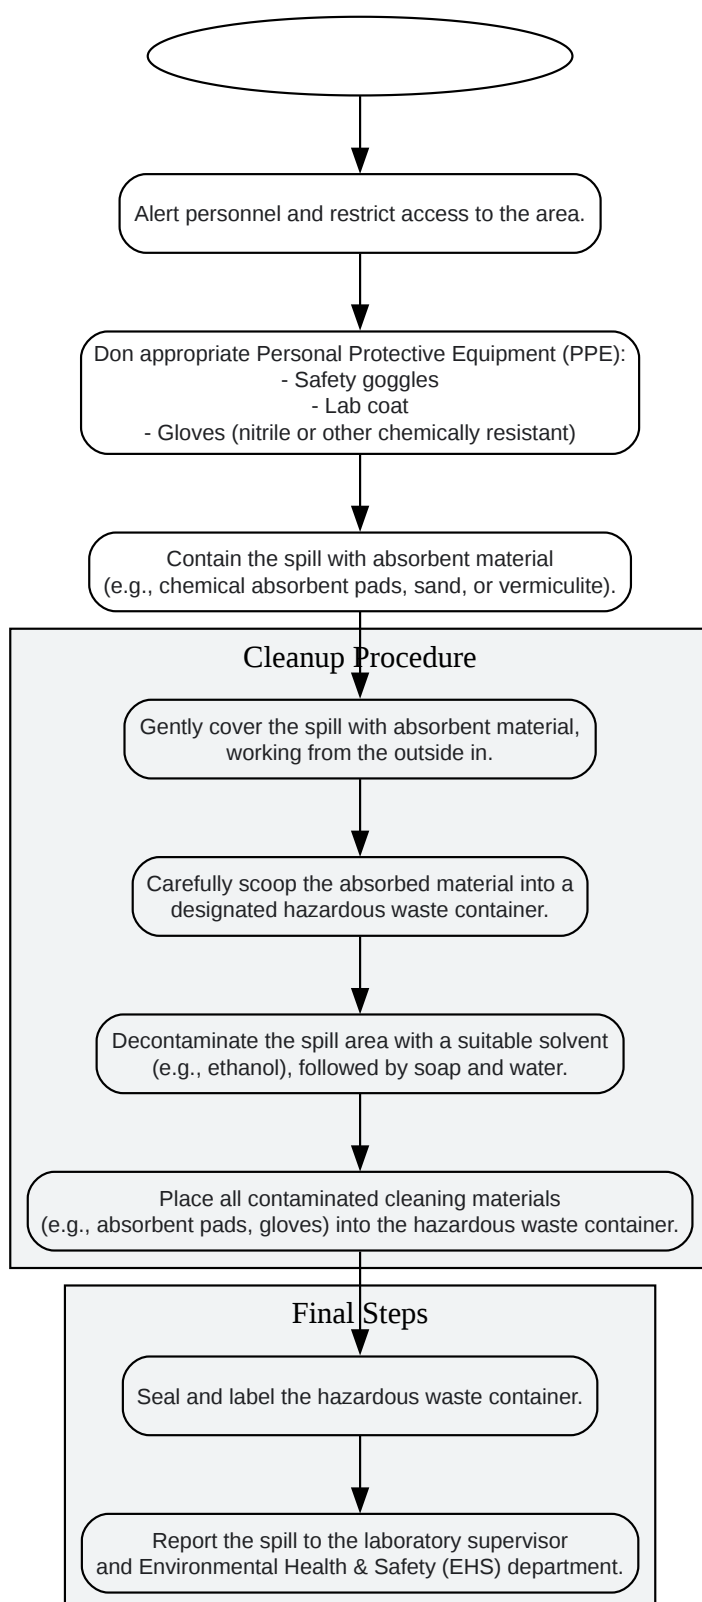 Alert personnel and restrict access to the area.
Don appropriate Personal Protective Equipment (PPE):
- Safety goggles
- Lab coat
- Gloves (nitrile or other chemically resistant)
Contain the spill with absorbent material
(e.g., chemical absorbent pads, sand, or vermiculite).
Cleanup Procedure
Gently cover the spill with absorbent material,
working from the outside in.
Carefully scoop the absorbed material into a
designated hazardous waste container.
Decontaminate the spill area with a suitable solvent
(e.g., ethanol), followed by soap and water.
Place all contaminated cleaning materials
(e.g., absorbent pads, gloves) into the hazardous waste container.
Final Steps
Seal and label the hazardous waste container.
Report the spill to the laboratory supervisor
and Environmental Health & Safety (EHS) department.